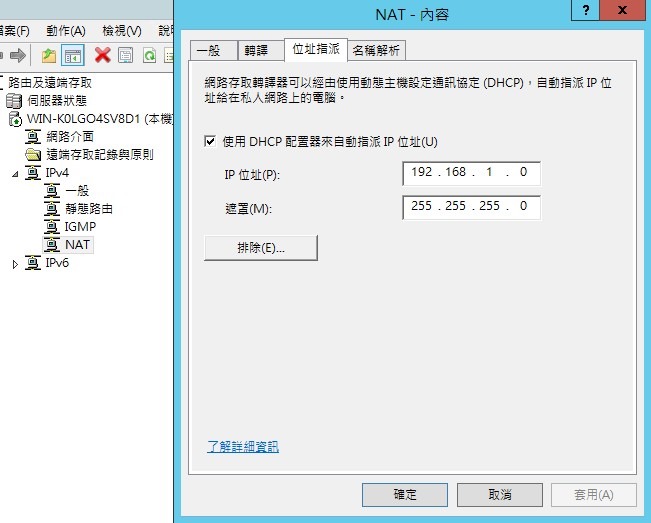 NAT - 內容
? x
檔案(F) 動作(A) 檢視(V) 說明
路由及遠端存取
伺服器狀態
WIN-K0LGO4SV8D1 (本機)
網路介面
遠端存取記錄與原則
IPv4
一般
靜態路由
IGMP
NAT
IPv6
一般 轉譯 位址指派 名稱解析
網路存取轉譯器可以經由使用動態主機設定通訊協定 (DHCP)，自動指派 IP 位
址給在私人網路上的電腦。
使用 DHCP 配置器來自動指派 IP 位址(U)
IP 位址(P): 192 . 168 . 1 . 0
遮罩(M): 255 . 255 . 255 . 0
排除(E)...
了解詳細資訊
確定 取消 套用(A)